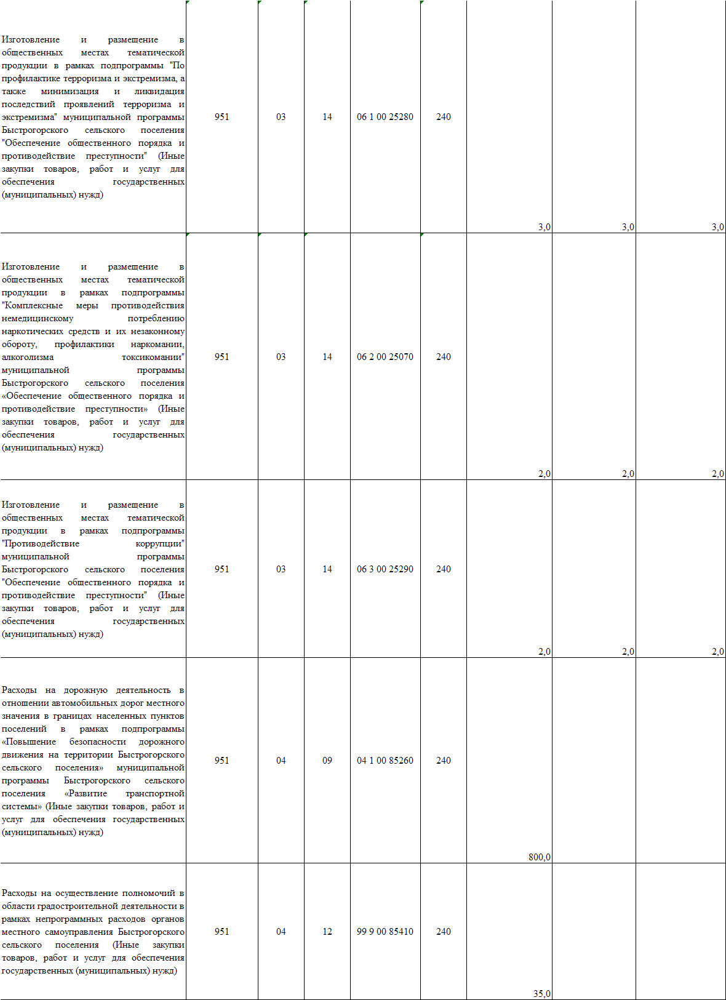 Изготовление и размещение в
общественных местах тематической
продукции в рамках подпрограммы "По
профилактике терроризма и экстремизма, а
также минимизация и ликвидация
последствий проявлений терроризма и
экстремизма" муниципальной программы
Быстрогорского сельского поселения
"Обеспечение общественного порядка и
противодействие преступности" (Иные
закупки товаров, работ и услуг для
обеспечения государственных
(муниципальных) нужд)
951 03 14 06 1 00 25280 240
3,0 3,0 3,0
Изготовление и размещение в
общественных местах тематической
продукции в рамках подпрограммы
"Комплексные меры противодействия
немедицинскому потреблению
наркотических средств и их незаконному
обороту, профилактики наркомании,
алкоголизма токсикомании"
муниципальной программы
Быстрогорского сельского поселения
«Обеспечение общественного порядка и
противодействие преступности» (Иные
закупки товаров, работ и услуг для
обеспечения государственных
(муниципальных) нужд)
951 03 14 06 2 00 25070 240
2,0 2,0 2,0
Изготовление и размещение в
общественных местах тематической
продукции в рамках подпрограммы
"Противодействие коррупции"
муниципальной программы
Быстрогорского сельского поселения
"Обеспечение общественного порядка и
противодействие преступности" (Иные
закупки товаров, работ и услуг для
обеспечения государственных
(муниципальных) нужд)
951 03 14 06 3 00 25290 240
2,0 2,0 2,0
Расходы на дорожную деятельность в
отношении автомобильных дорог местного
значения в границах населенных пунктов
поселений в рамках подпрограммы
«Повышение безопасности дорожного
движения на территории Быстрогорского
сельского поселения» муниципальной
программы Быстрогорского сельского
поселения «Развитие транспортной
системы» (Иные закупки товаров, работ и
услуг для обеспечения государственных
(муниципальных) нужд)
951 04 09 04 1 00 85260 240
800,0
Расходы на осуществление полномочий в
области градостроительной деятельности в
рамках непрограммных расходов органов
местного самоуправления Быстрогорского
сельского поселения (Иные закупки
товаров, работ и услуг для обеспечения
государственных (муниципальных) нужд)
951 04 12 99 9 00 85410 240
35,0